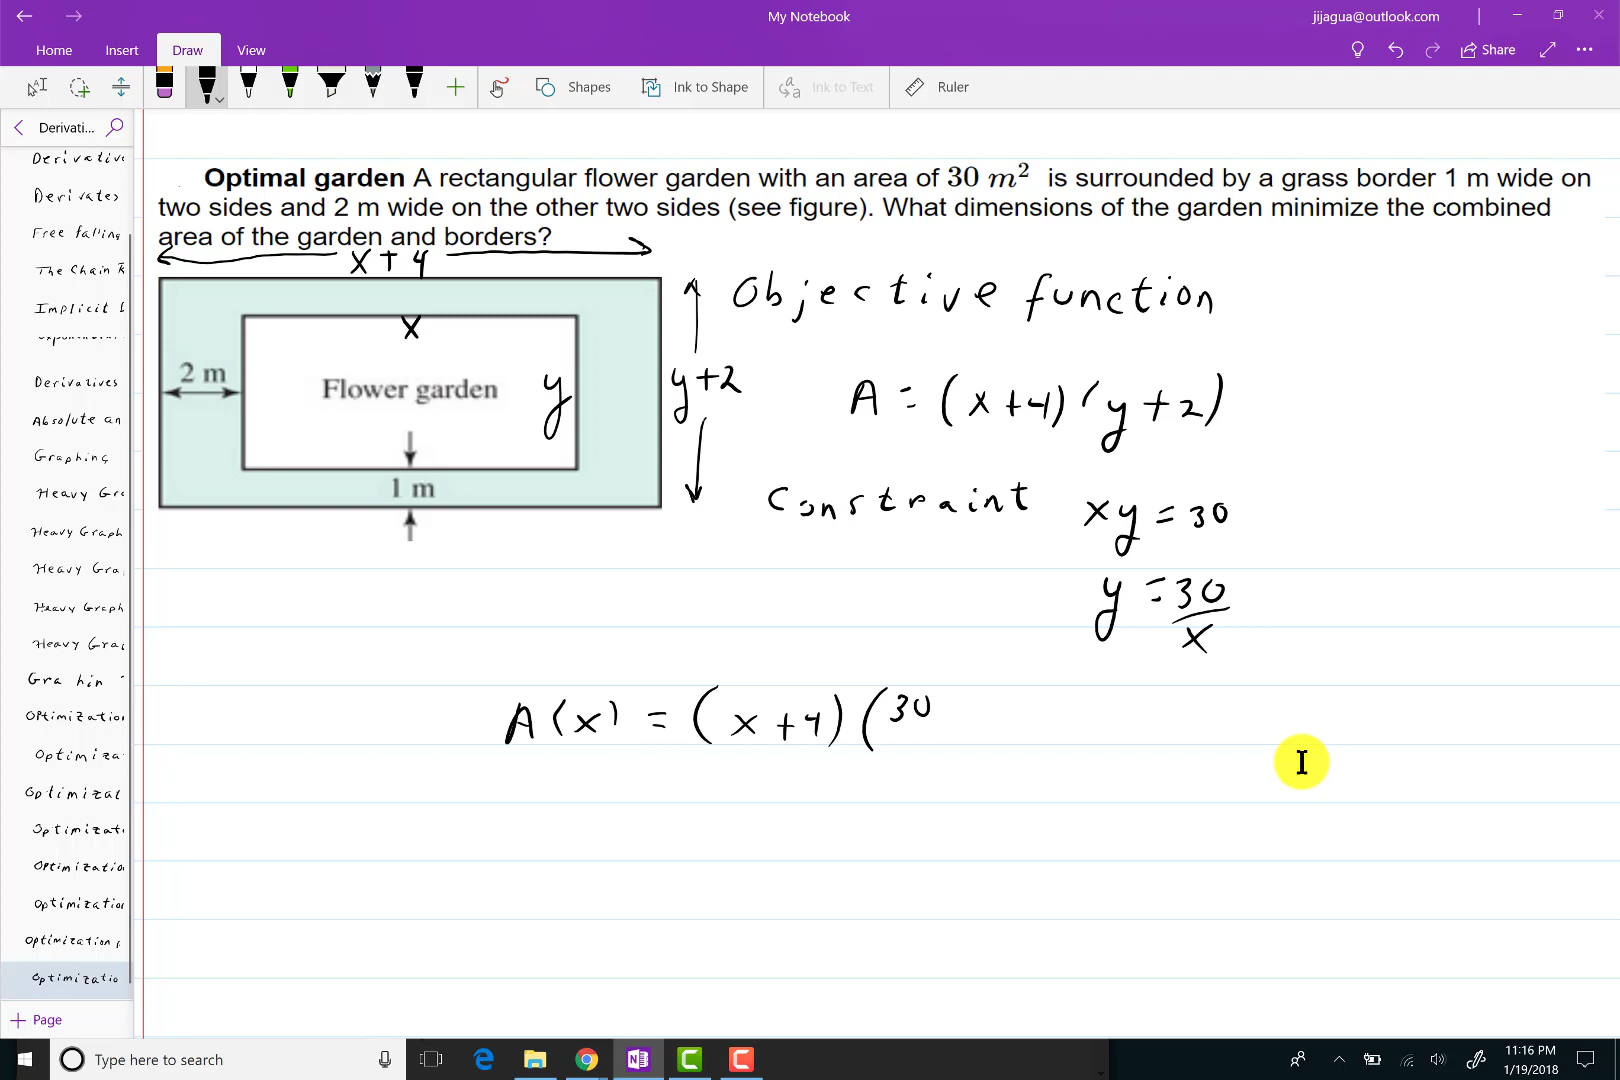 My Notebook
jijagua@outlook.com
Home Insert Draw View
Share
Shapes
Ink to Shape
Ink to Text
Ruler
Derivati...
Derivative
Derivates
Free falling
The Chain R
Implicit D
Derivatives
Absolute an
Graphing
Heavy Gra
Heavy Graph
Heavy Gra
Heavy Graph
Heavy Grap
Gra hin
OPtimization
Optimiza
Optimizat
Optimizati
OPtimizatio
Optimization
Optimization p
Optimizatio
Page
Optimal garden A rectangular flower garden with an area of 30 m² is surrounded by a grass border 1 m wide on
two sides and 2 m wide on the other two sides (see figure). What dimensions of the garden minimize the combined
area of the garden and borders?
x + 4
x
2 m
Flower garden
y
y+2
1 m
Objective function
A = (x+4)(y+2)
Constraint xy = 30
y = 30/x
A(x) = (x+4)(30
Type here to search
11:16 PM
1/19/2018